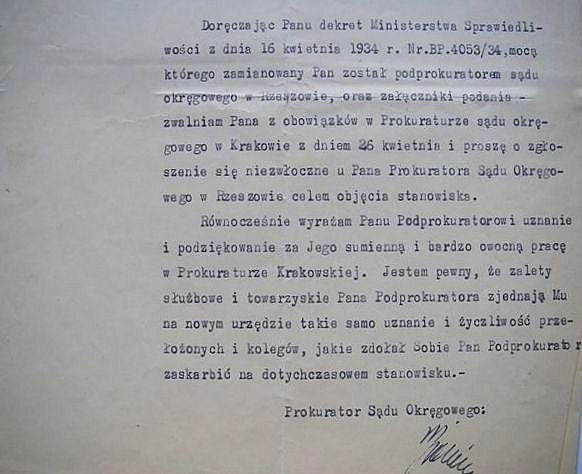 Doręczając Panu dekret Ministerstwa Sprawiedli-
wości z dnia 16 kwietnia 1934 r. Nr.BP.4053/34,mocą
którego zamianowany Pan został podprokuratorem sądu
okręgowego w Rzeszowie, oraz załączniki podania -
zwalniam Pana z obowiązków w Prokuraturze sądu okrę-
gowego w Krakowie z dniem 26 kwietnia i proszę o zgło-
szenie się niezwłoczne u Pana Prokuratora Sądu Okręgo-
wego w Rzeszowie celem objęcia stanowiska.
Równocześnie wyrażam Panu Podprokuratorowi uznanie
i podziękowanie za Jego sumienną i bardzo owocną pracę
w Prokuraturze Krakowskiej. Jestem pewny, że zalety
służbowe i towarzyskie Pana Podprokuratora zjednają Mu
na nowym urzędzie takie samo uznanie i życzliwość prze-
łożonych i kolegów, jakie zdołał Sobie Pan Podprokurator
zaskarbić na dotychczasowem stanowisku.-
Prokurator Sądu Okręgowego: